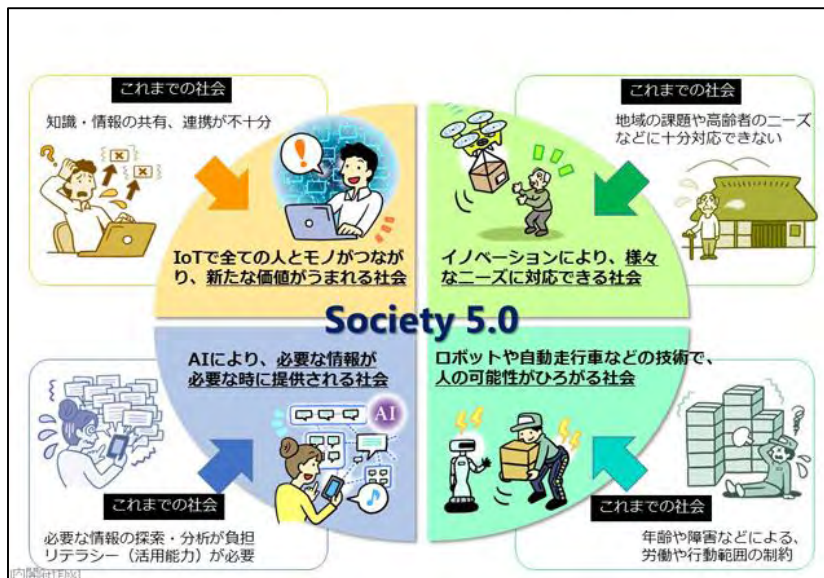 これまでの社会
知識・情報の共有、連携が不十分
IoTで全ての人とモノがつなが
り、新たな価値がうまれる社会
これまでの社会
地域の課題や高齢者のニーズ
などに十分対応できない
イノベーションにより、様々
なニーズに対応できる社会
Society 5.0
AIにより、必要な情報が
必要な時に提供される社会
AI
これまでの社会
必要な情報の探索・分析が負担
リテラシー（活用能力）が必要
ロボットや自動走行車などの技術で、
人の可能性がひろがる社会
これまでの社会
年齢や障害などによる、
労働や行動範囲の制約